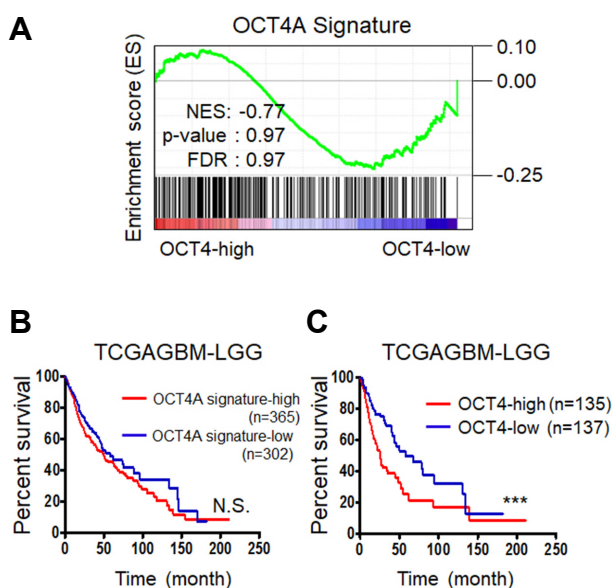 A
OCT4A Signature
Enrichment score (ES)
0.10
0.00
-0.25
NES: -0.77
p-value : 0.97
FDR : 0.97
OCT4-high
OCT4-low
B
TCGAGBM-LGG
Percent survival
100
80
60
40
20
0
OCT4A signature-high
(n=365)
OCT4A signature-low
(n=302)
N.S.
0 50 100 150 200 250
Time (month)
C
TCGAGBM-LGG
Percent survival
100
80
60
40
20
0
OCT4-high (n=135)
OCT4-low (n=137)
***
0 50 100 150 200 250
Time (month)